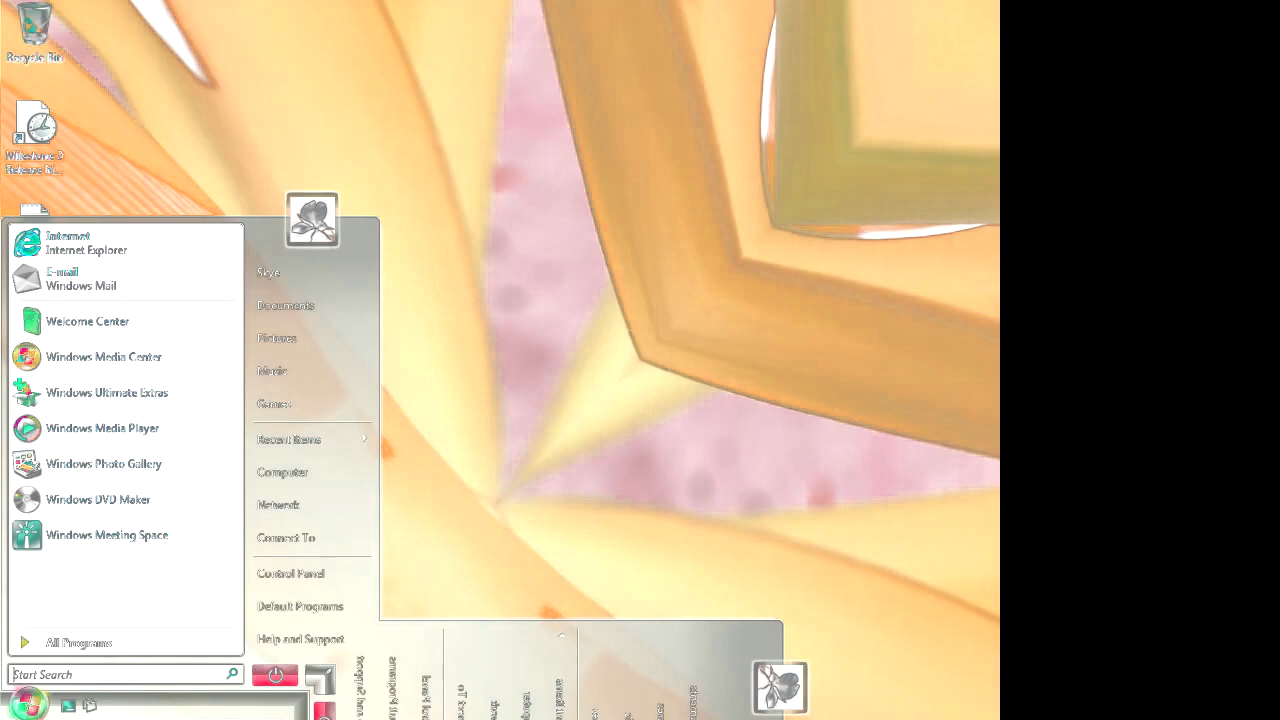 Recycle Bin
Internet
Internet Explorer
E-mail
Windows Mail
Welcome Center
Windows Media Center
Windows Ultimate Extras
Windows Media Player
Windows Photo Gallery
Windows DVD Maker
Windows Meeting Space
All Programs
Start Search
Skye
Documents
Pictures
Music
Games
Recent Items
Computer
Network
Connect To
Control Panel
Default Programs
Help and Support